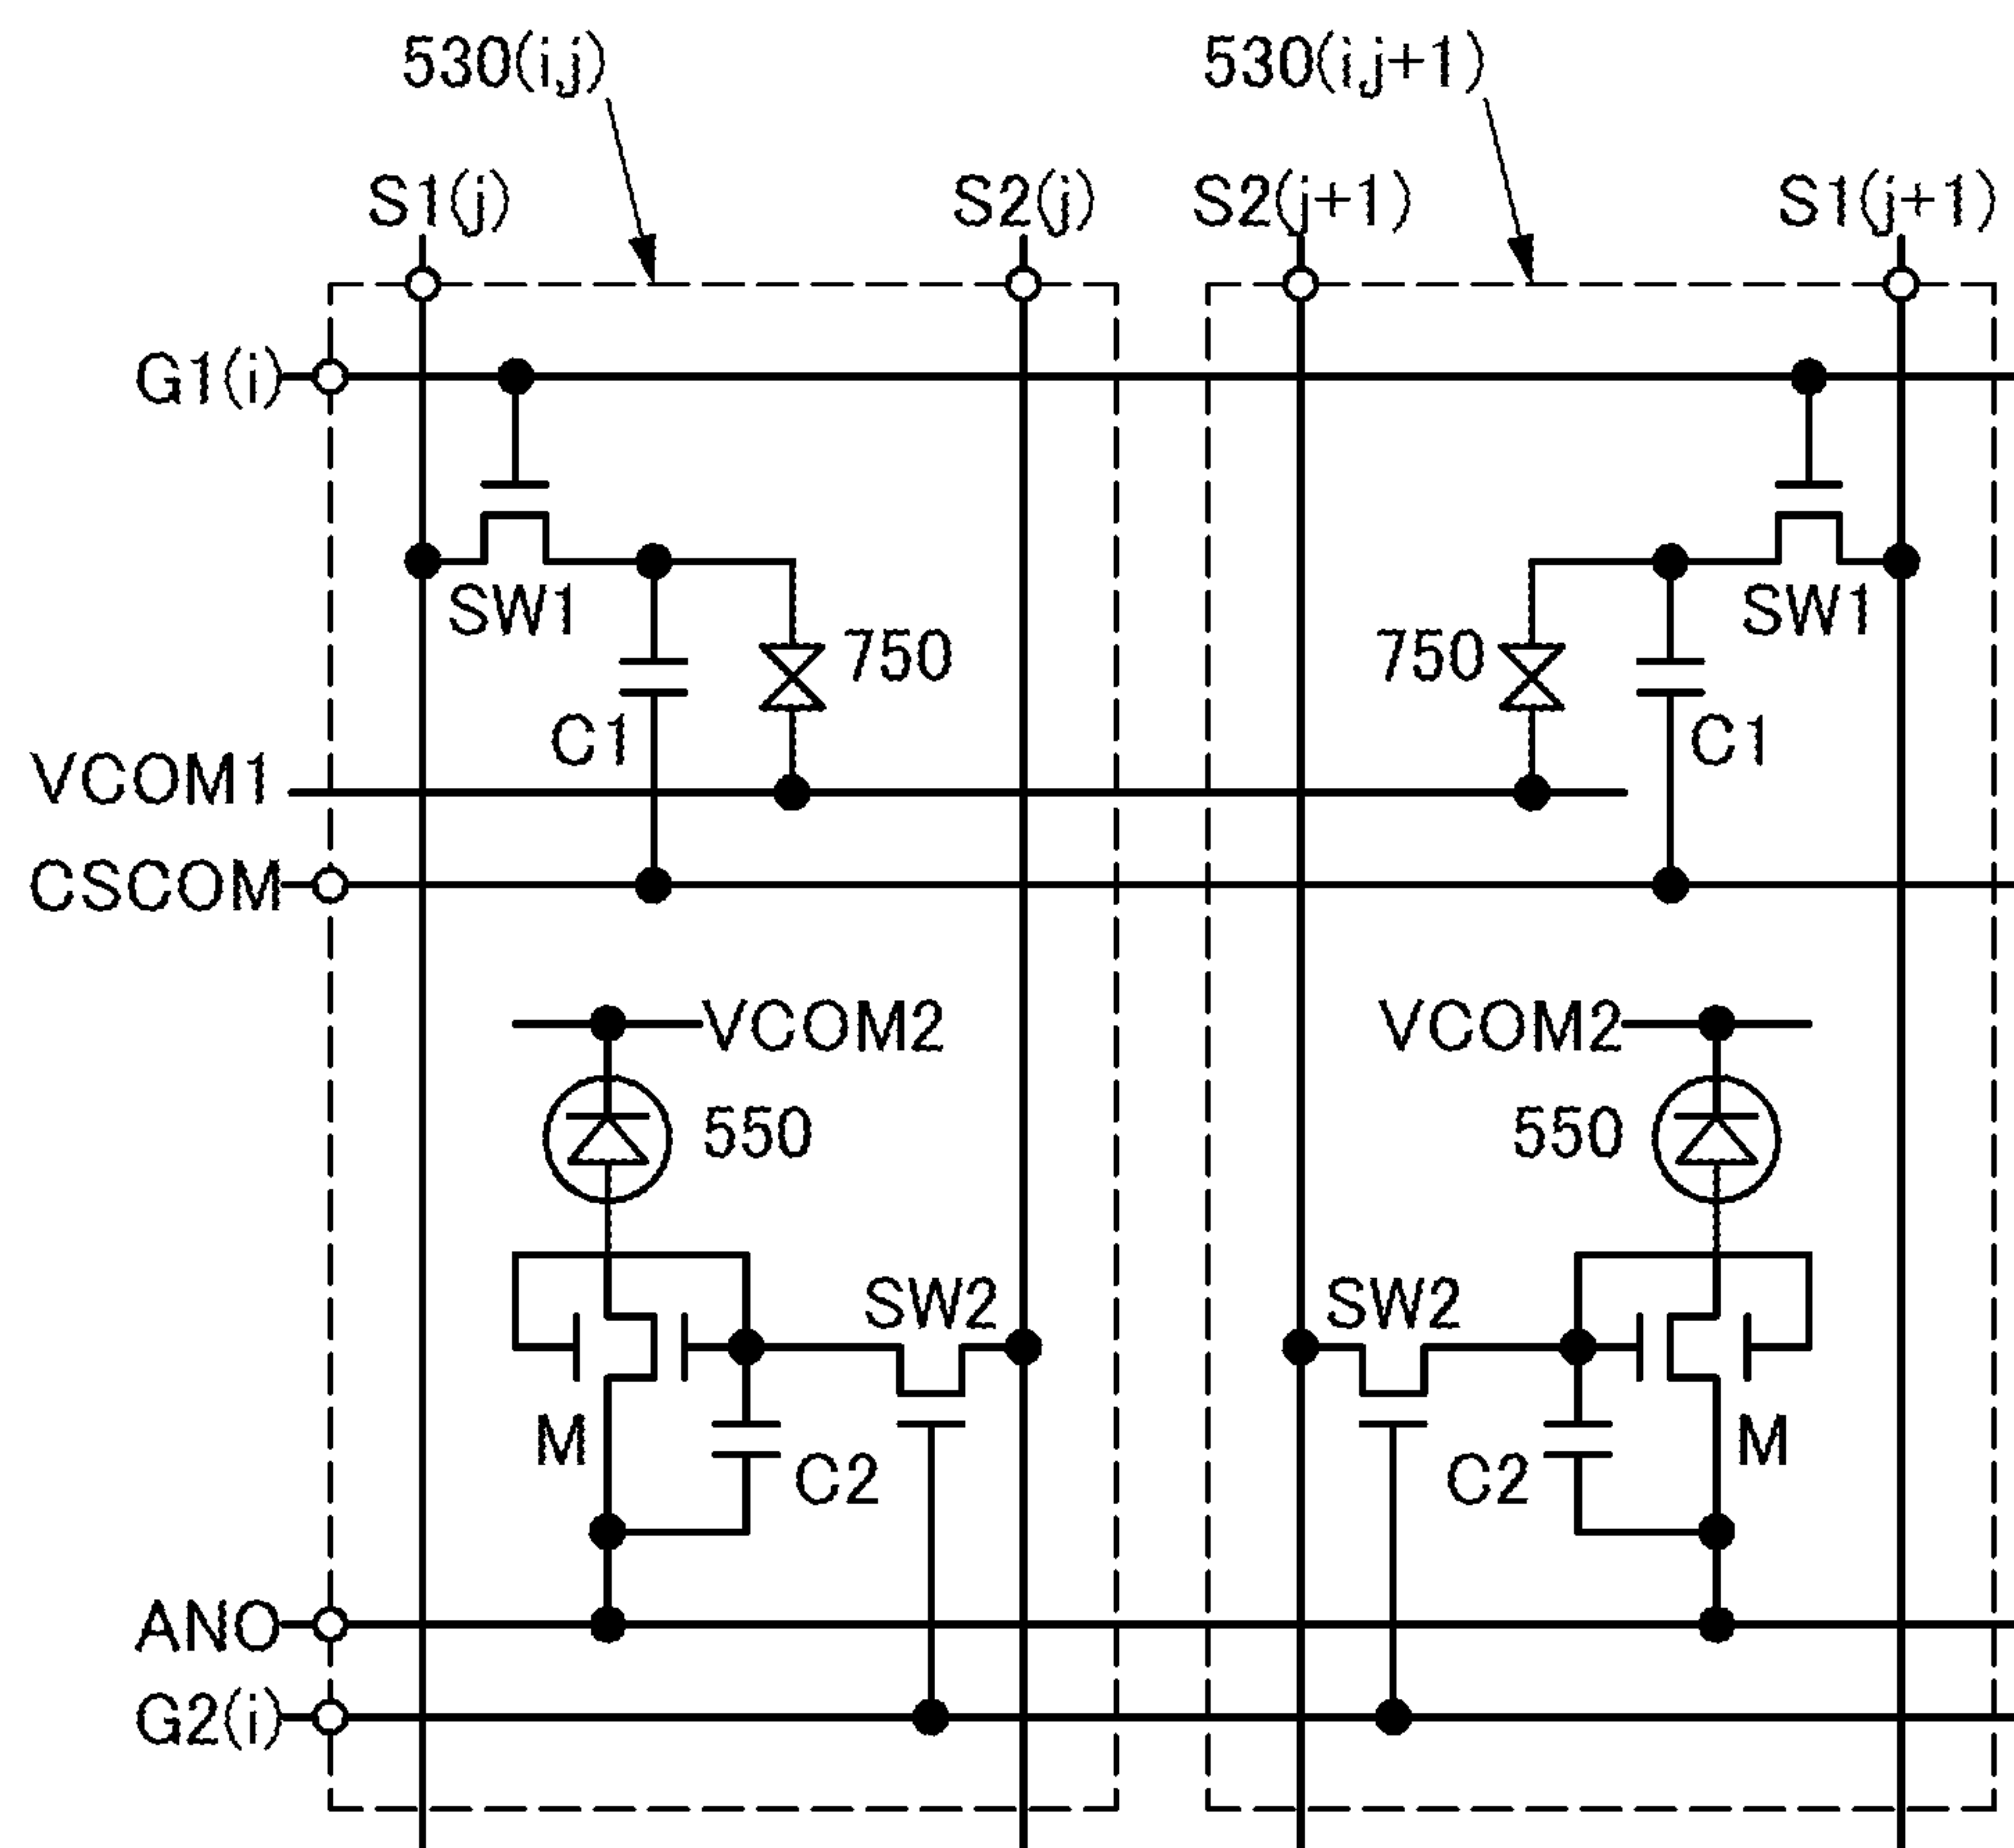 530(i,j) 530(i,j+1)
S1(j) S2(j) S2(j+1) S1(j+1)
G1(i)
SW1 SW1
750 750
C1 C1
VCOM1
CSCOM
VCOM2 VCOM2
550 550
SW2 SW2
M C2 C2 M
ANO
G2(i)